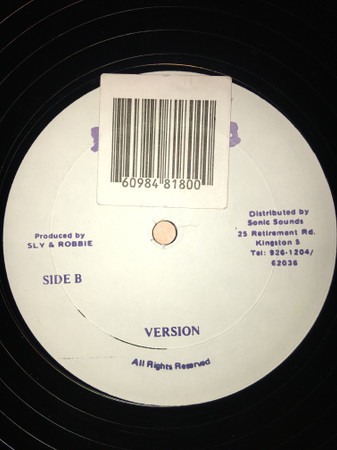 60984 81800
Produced by
SLY & ROBBIE
SIDE B
Distributed by
Sonic Sounds
25 Retirement Rd.
Kingston 5
Tel: 926-1204/
62036
VERSION
All Rights Reserved